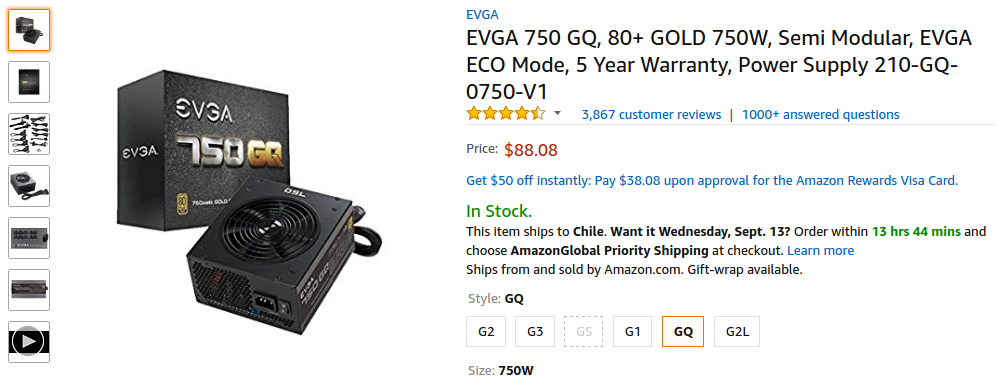 EVGA
EVGA 750 GQ, 80+ GOLD 750W, Semi Modular, EVGA
ECO Mode, 5 Year Warranty, Power Supply 210-GQ-
0750-V1
3,867 customer reviews | 1000+ answered questions
Price: $88.08
Get $50 off instantly: Pay $38.08 upon approval for the Amazon Rewards Visa Card.
In Stock.
This item ships to Chile. Want it Wednesday, Sept. 13? Order within 13 hrs 44 mins and
choose AmazonGlobal Priority Shipping at checkout. Learn more
Ships from and sold by Amazon.com. Gift-wrap available.
Style: GQ
G2 G3 GS G1 GQ G2L
Size: 750W
EVGA
750 GQ
EVGA
EVGA
750 GQ